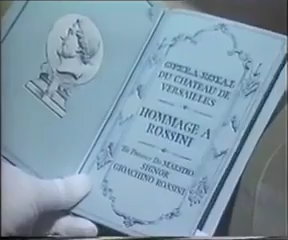 OPERA ROYAL
DU CHATEAU DE
VERSAILLES
HOMMAGE A
ROSSINI
MAESTRO
SIGNOR
GIOACHINO ROSSINI